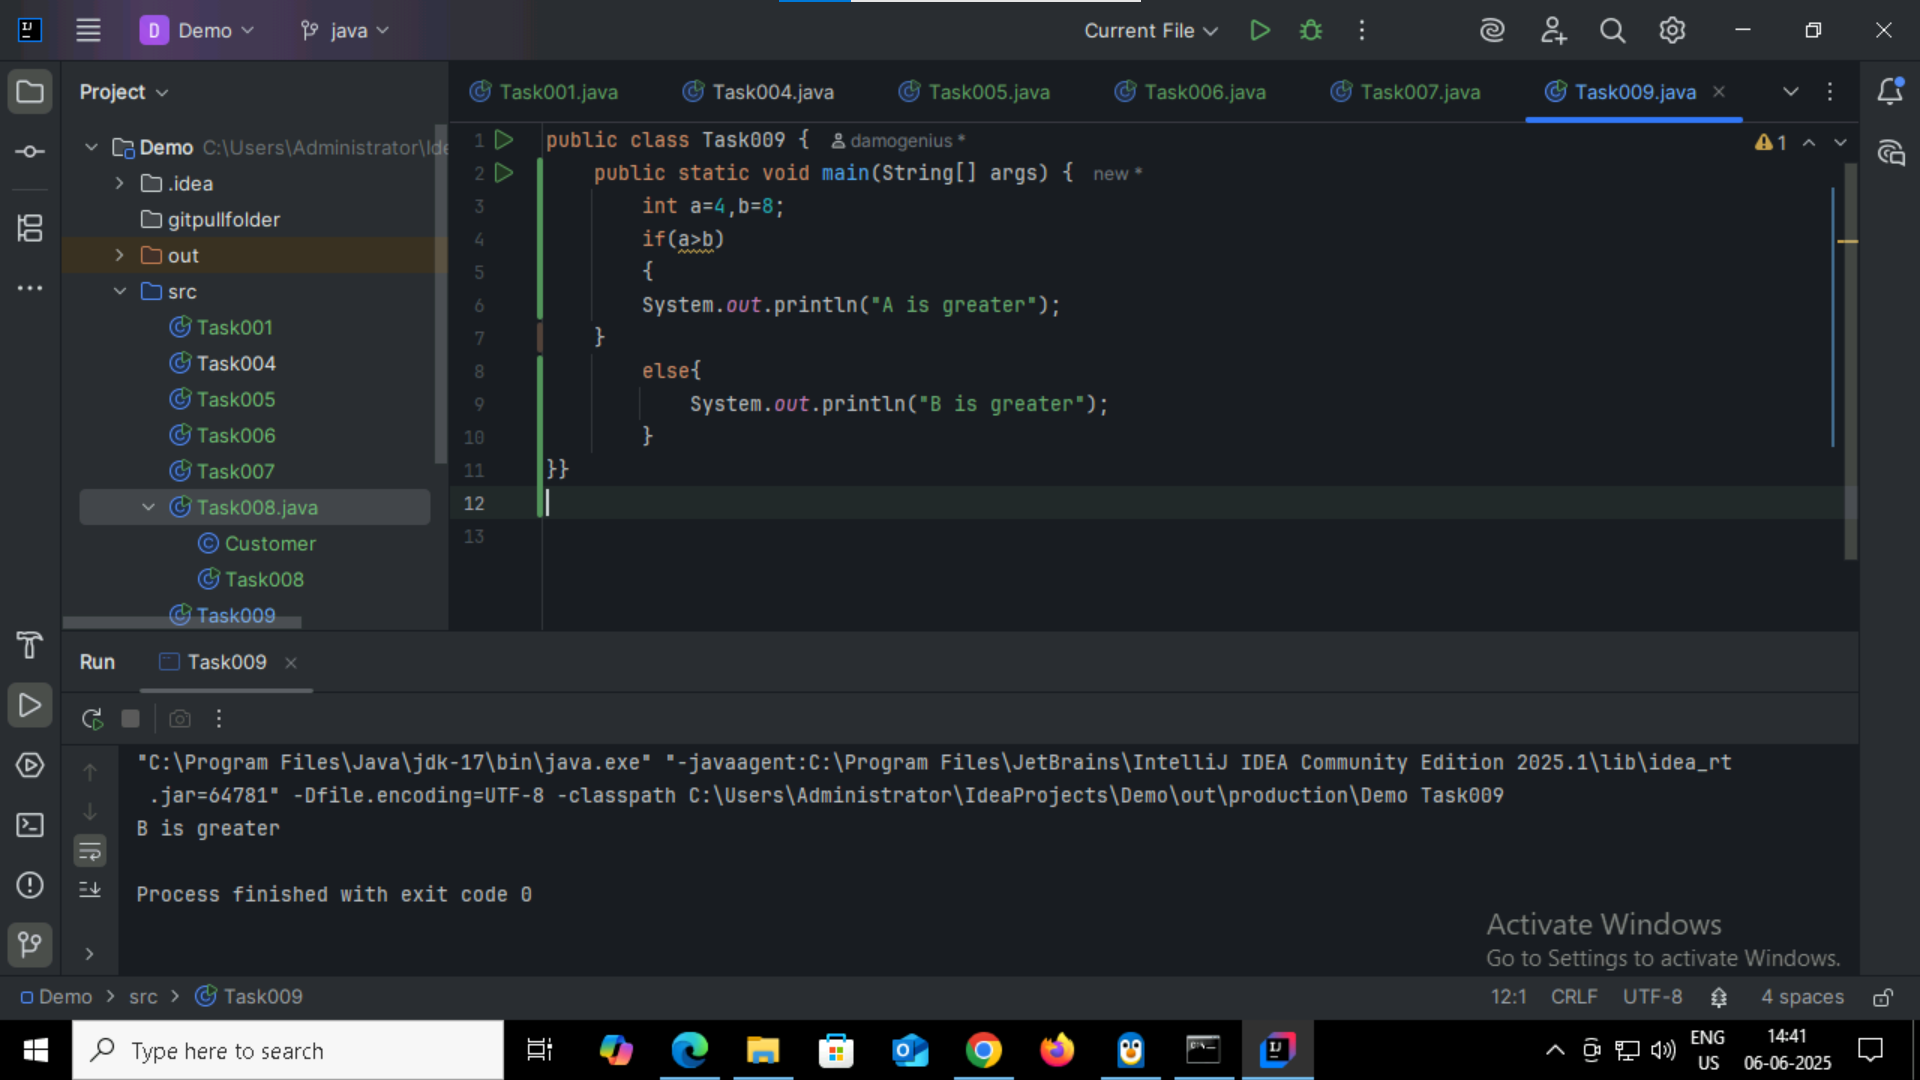 D Demo java Current File
Project
Task001.java Task004.java Task005.java Task006.java Task007.java Task009.java
Demo C:\Users\Administrator\Ide
.idea
gitpullfolder
out
src
Task001
Task004
Task005
Task006
Task007
Task008.java
Customer
Task008
Task009
1 public class Task009 { damogenius *
2 public static void main(String[] args) { new *
3 int a=4,b=8;
4 if(a>b)
5 {
6 System.out.println("A is greater");
7 }
8 else{
9 System.out.println("B is greater");
10 }
11 }}
12
13
1
Run Task009
"C:\Program Files\Java\jdk-17\bin\java.exe" "-javaagent:C:\Program Files\JetBrains\IntelliJ IDEA Community Edition 2025.1\lib\idea_rt
.jar=64781" -Dfile.encoding=UTF-8 -classpath C:\Users\Administrator\IdeaProjects\Demo\out\production\Demo Task009
B is greater
Process finished with exit code 0
Activate Windows
Go to Settings to activate Windows.
Demo > src > Task009 12:1 CRLF UTF-8 4 spaces
Type here to search
ENG
US
14:41
06-06-2025